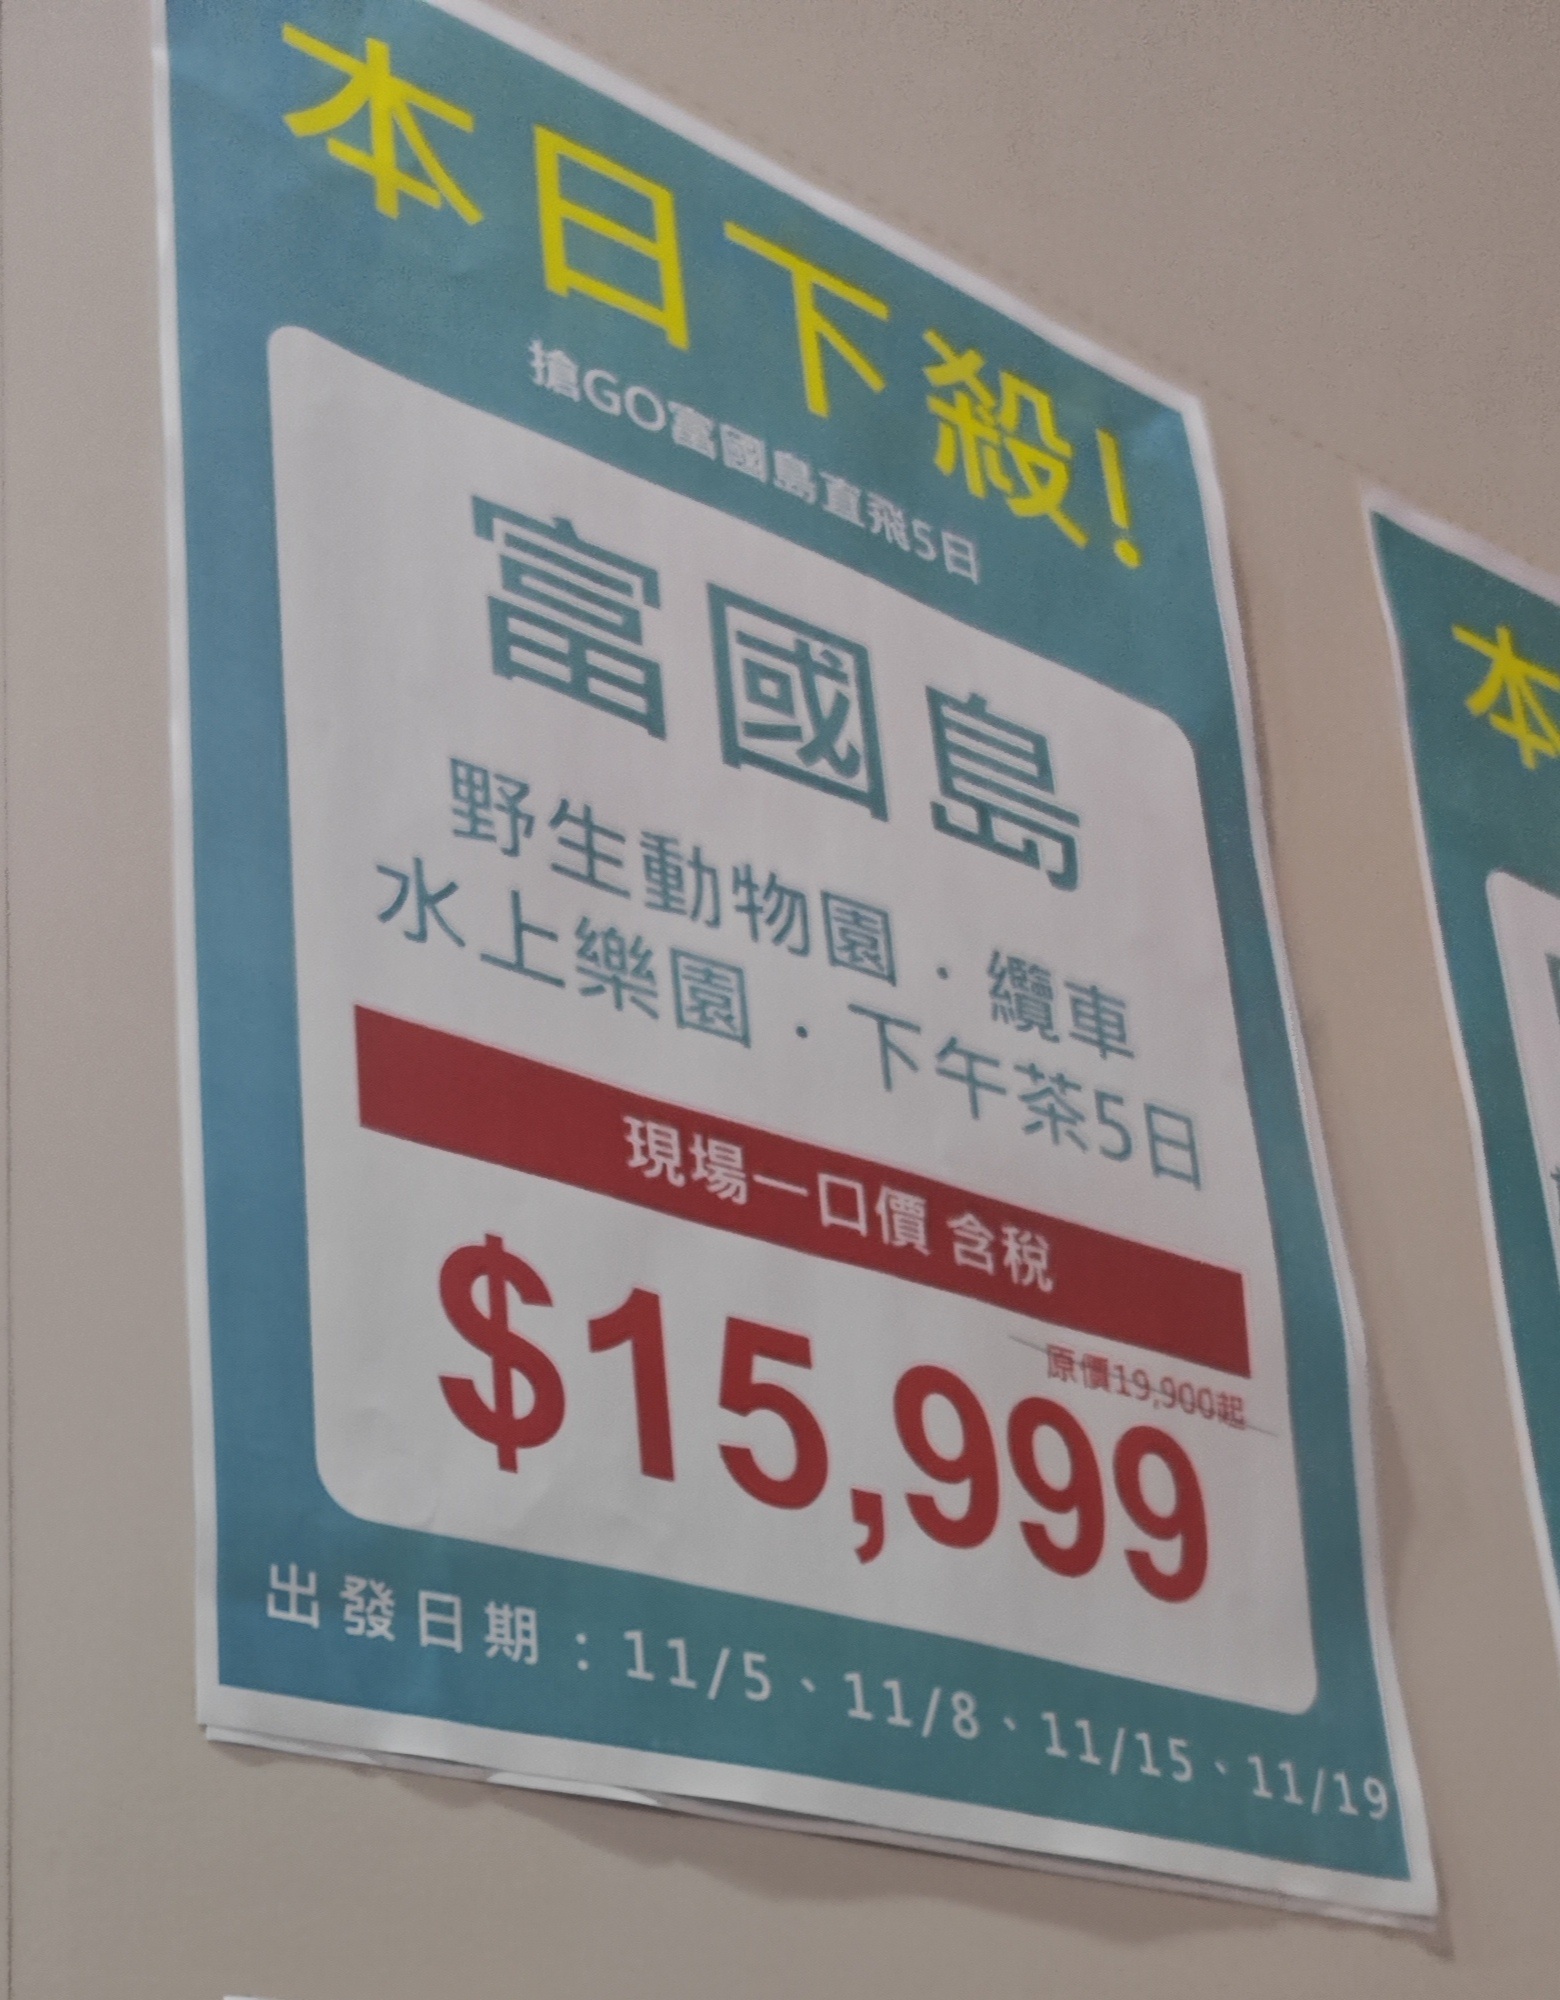 本日下殺!
搶GO富國島直飛5日
富國島
野生動物園．纜車
水上樂園．下午茶5日
現場一口價 含稅
原價19,900起
$15,999
出發日期：11/5、11/8、11/15、11/19
本